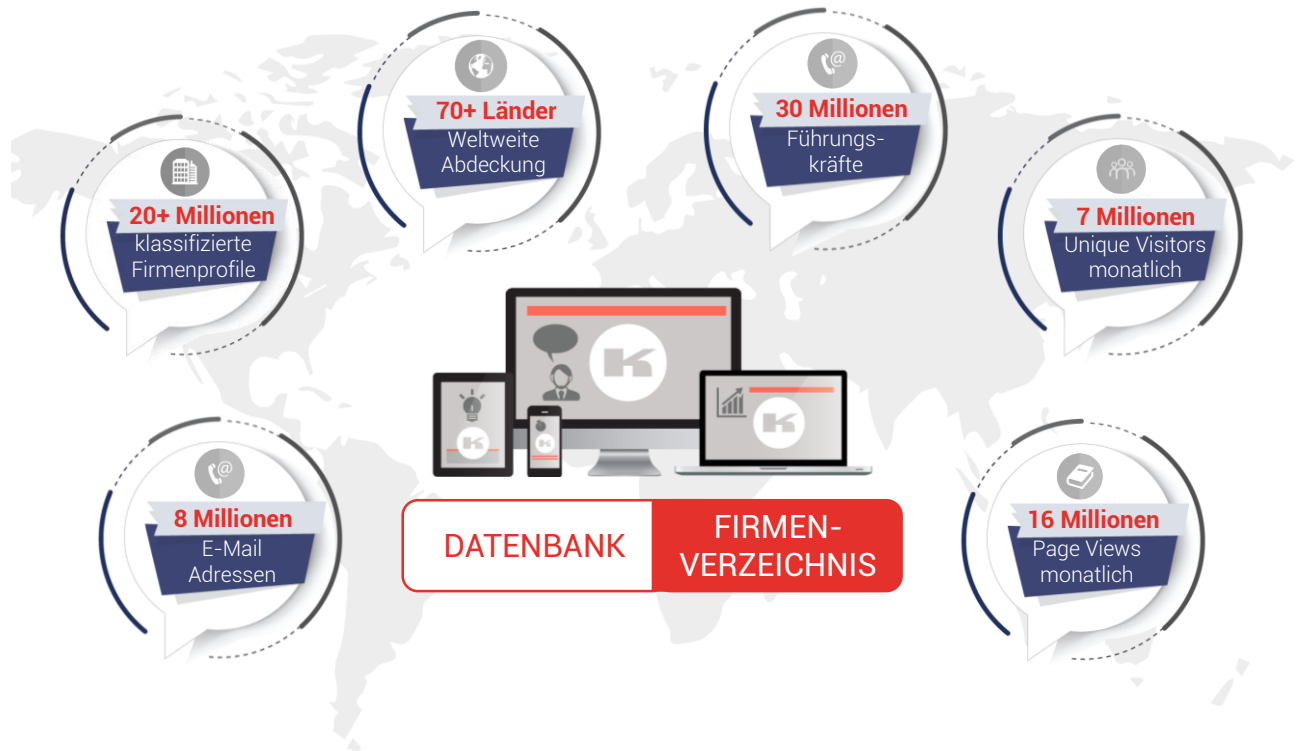 70+ Länder
Weltweite
Abdeckung
30 Millionen
Führungs-
kräfte
20+ Millionen
klassifizierte
Firmenprofile
7 Millionen
Unique Visitors
monatlich
8 Millionen
E-Mail
Adressen
16 Millionen
Page Views
monatlich
DATENBANK
FIRMEN-
VERZEICHNIS